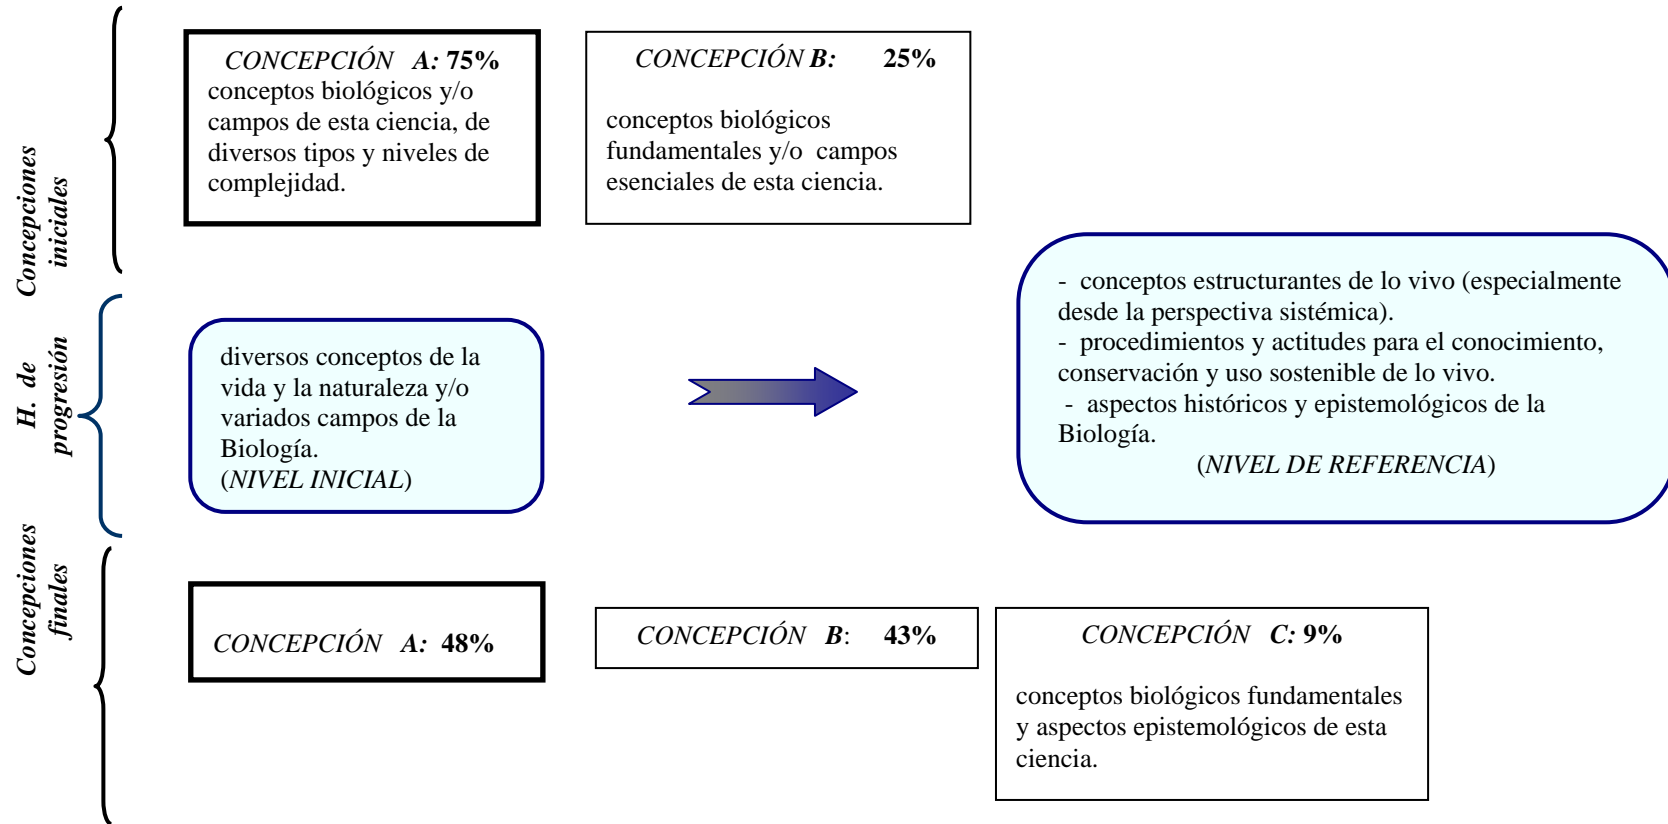 Concepciones
iniciales
CONCEPCIÓN A: 75%
conceptos biológicos y/o
campos de esta ciencia, de
diversos tipos y niveles de
complejidad.
CONCEPCIÓN B: 25%
conceptos biológicos
fundamentales y/o campos
esenciales de esta ciencia.
H. de
progresión
diversos conceptos de la
vida y la naturaleza y/o
variados campos de la
Biología.
(NIVEL INICIAL)
- conceptos estructurantes de lo vivo (especialmente
desde la perspectiva sistémica).
- procedimientos y actitudes para el conocimiento,
conservación y uso sostenible de lo vivo.
- aspectos históricos y epistemológicos de la
Biología.
(NIVEL DE REFERENCIA)
Concepciones
finales
CONCEPCIÓN A: 48%
CONCEPCIÓN B: 43%
CONCEPCIÓN C: 9%
conceptos biológicos fundamentales
y aspectos epistemológicos de esta
ciencia.